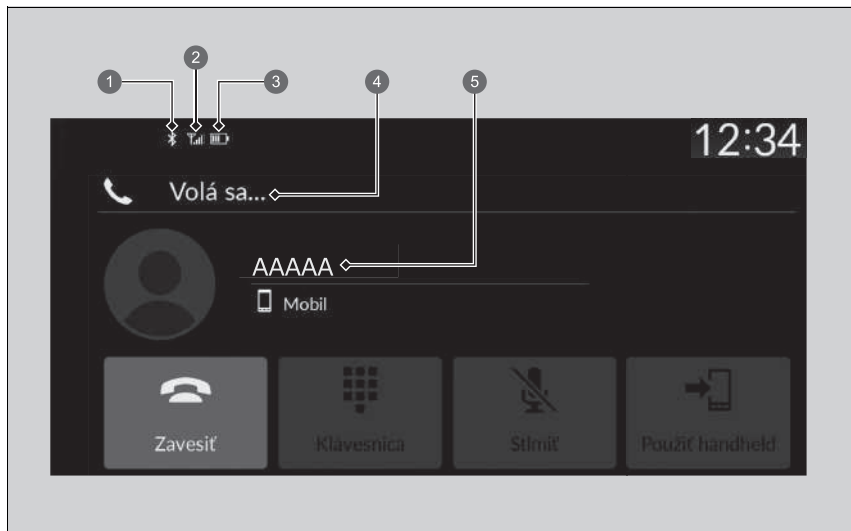 2
1 3 4 5
12:34
Volá sa...
AAAAA
Mobil
Zavesiť Klávesnica Stlmiť Použiť handheld